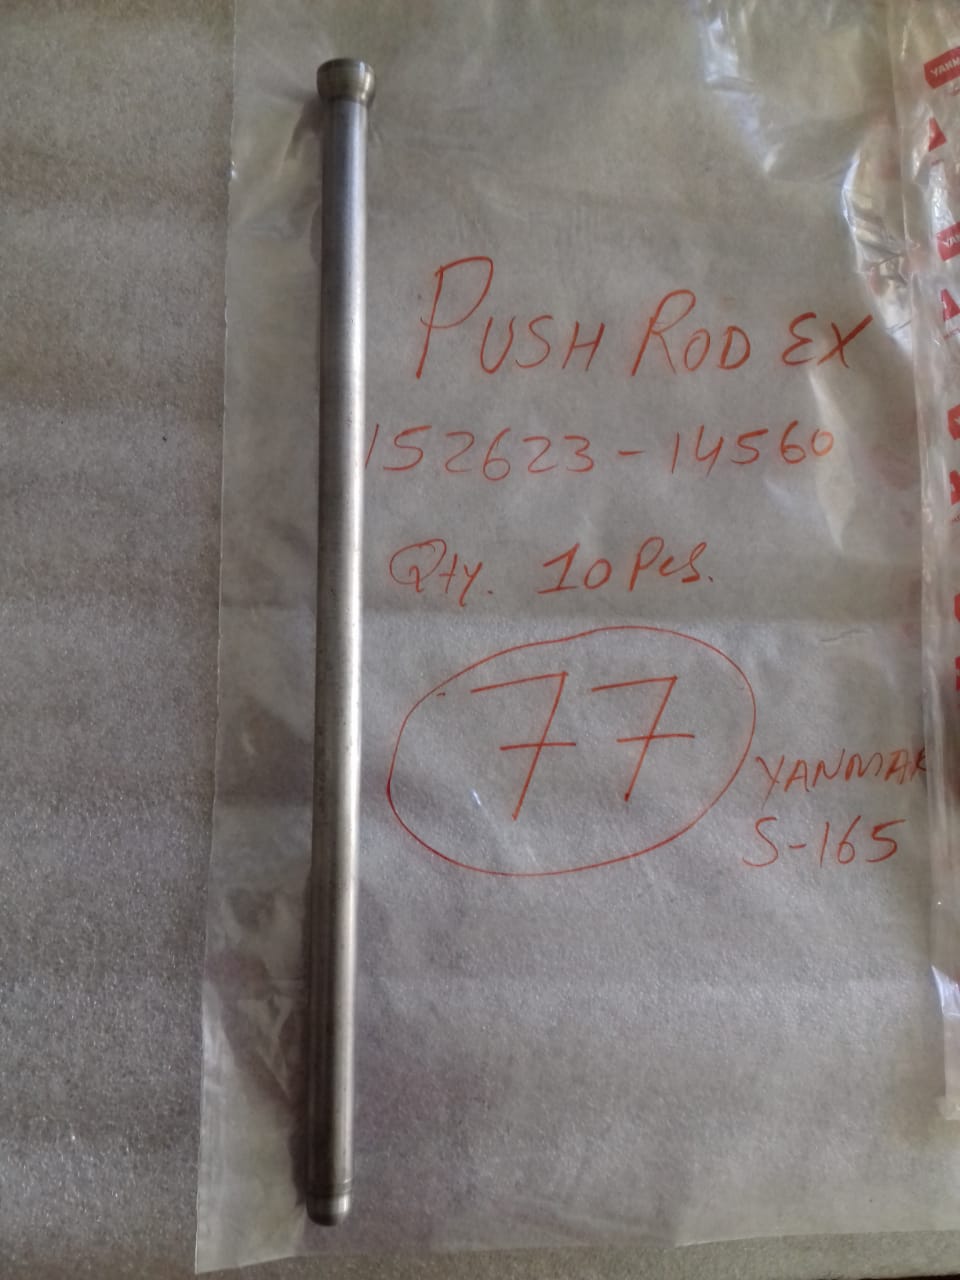 PUSH ROD EX
152623-14560
Qty. 10 Pcs.
77
YANMAR
S-165